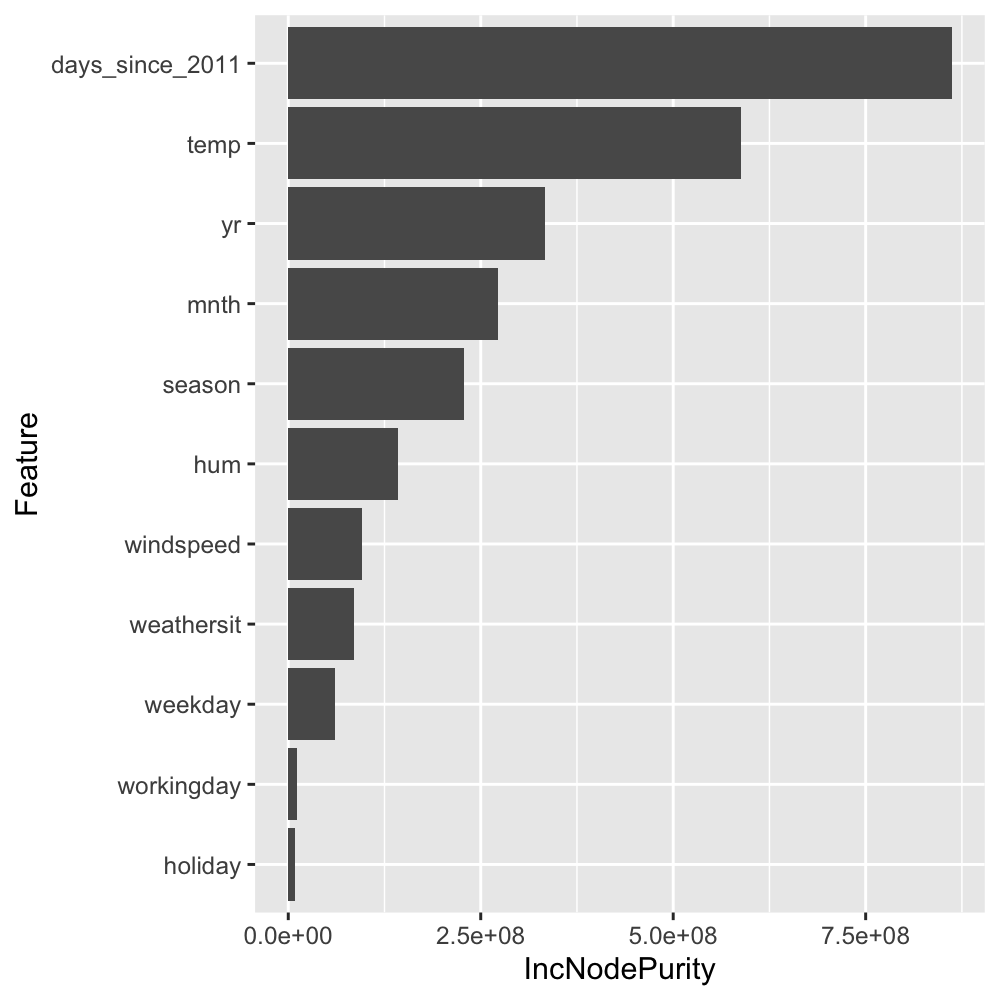 days_since_2011
temp
yr
mnth
season
hum
windspeed
weathersit
weekday
workingday
holiday
Feature
0.0e+00 2.5e+08 5.0e+08 7.5e+08
IncNodePurity